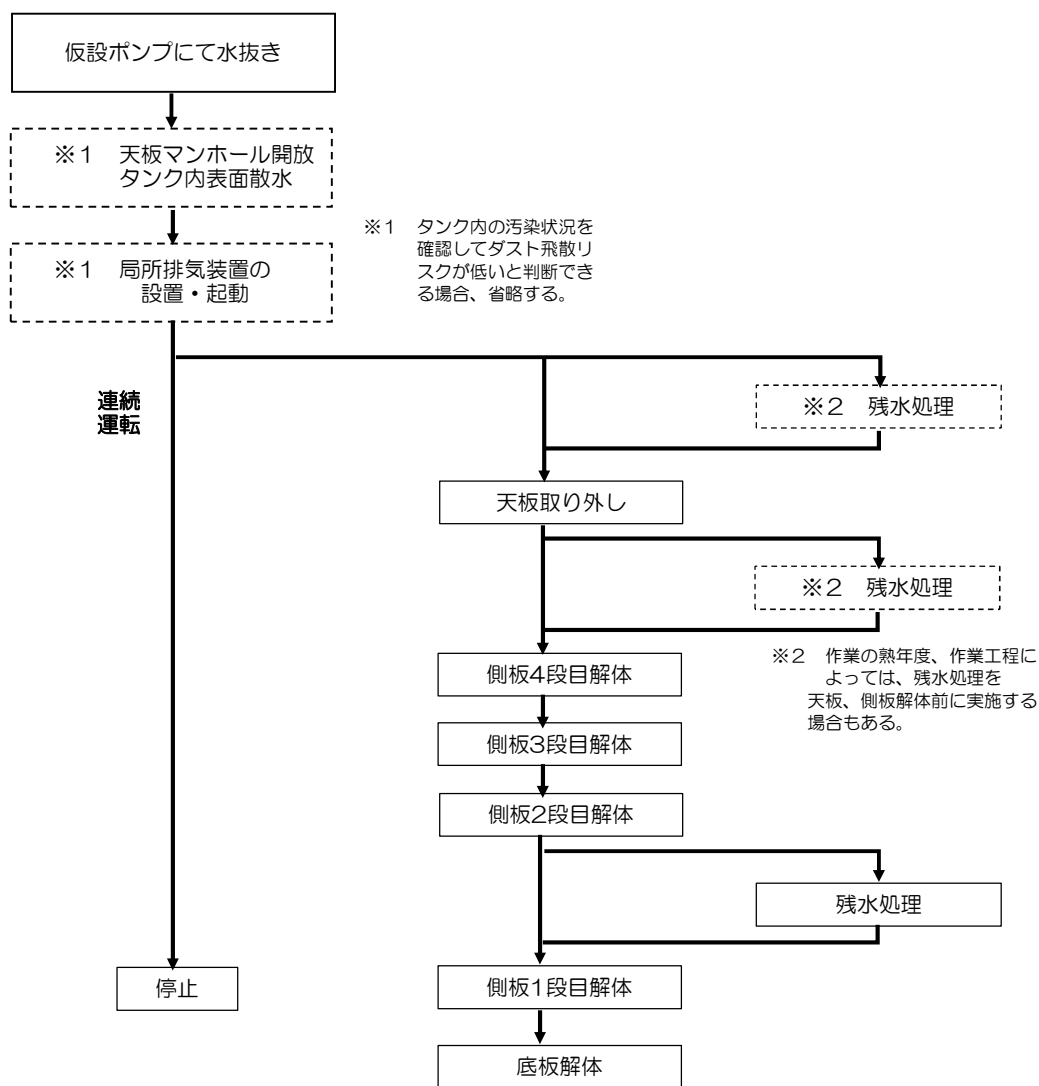 仮設ポンプにて水抜き
※1　天板マンホール開放
タンク内表面散水
※1　タンク内の汚染状況を
確認してダスト飛散リ
スクが低いと判断でき
る場合、省略する。
※1　局所排気装置の
設置・起動
連続
運転
※2　残水処理
天板取り外し
※2　残水処理
※2　作業の熟年度、作業工程に
よっては、残水処理を
天板、側板解体前に実施する
場合もある。
側板4段目解体
側板3段目解体
側板2段目解体
残水処理
停止
側板1段目解体
底板解体